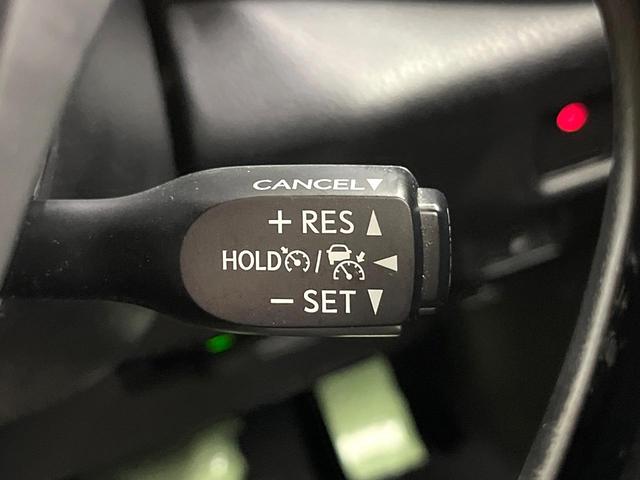 CANCEL▼
+ RES ▲
HOLD / ◀
− SET ▼